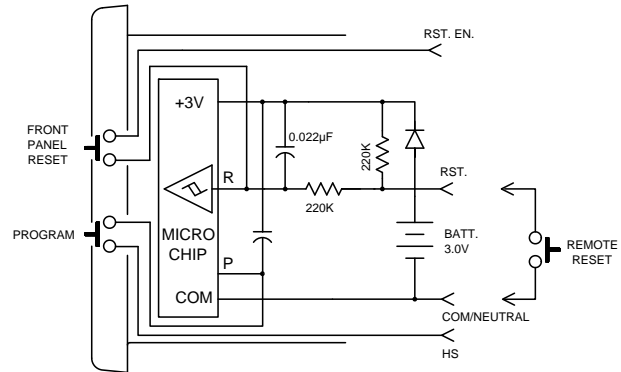 RST. EN.
+3V
FRONT
PANEL
RESET
0.022µF
220K
R
RST.
220K
PROGRAM
MICRO
CHIP
BATT.
3.0V
REMOTE
RESET
P
COM
COM/NEUTRAL
HS